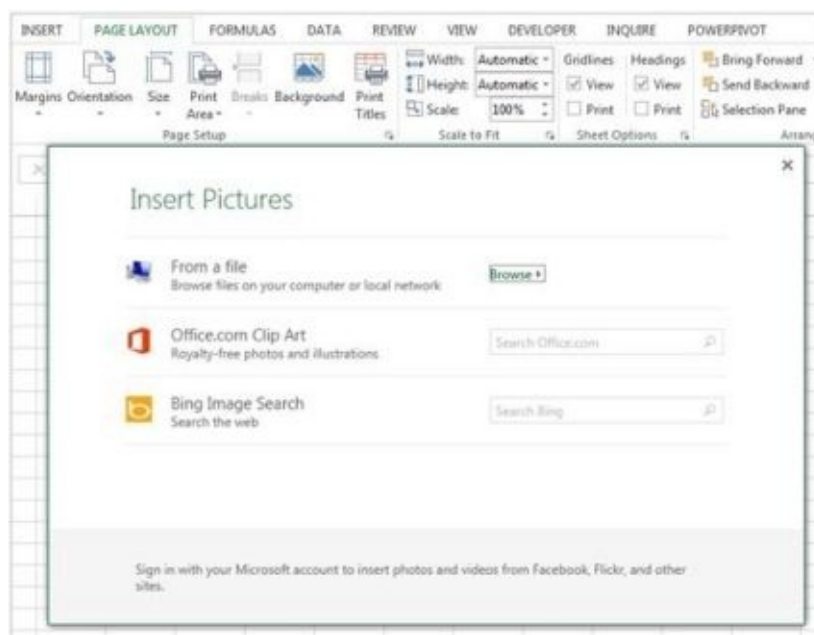 INSERT PAGE LAYOUT FORMULAS DATA REVIEW VIEW DEVELOPER INQUIRE POWERPIVOT
Width: Automatic Gridlines Headings Bring Forward
Height: Automatic View View Send Backward
Margins Orientation Size Print Breaks Background Print
Area Titles
Scale: 100% Print Print Selection Pane
Page Setup Scale to Fit Sheet Options Arran
Insert Pictures
From a file
Browse files on your computer or local network
Browse
Office.com Clip Art
Royalty-free photos and illustrations
Search Office.com
Bing Image Search
Search the web
Search Bing
Sign in with your Microsoft account to insert photos and videos from Facebook, Flickr, and other
sites.